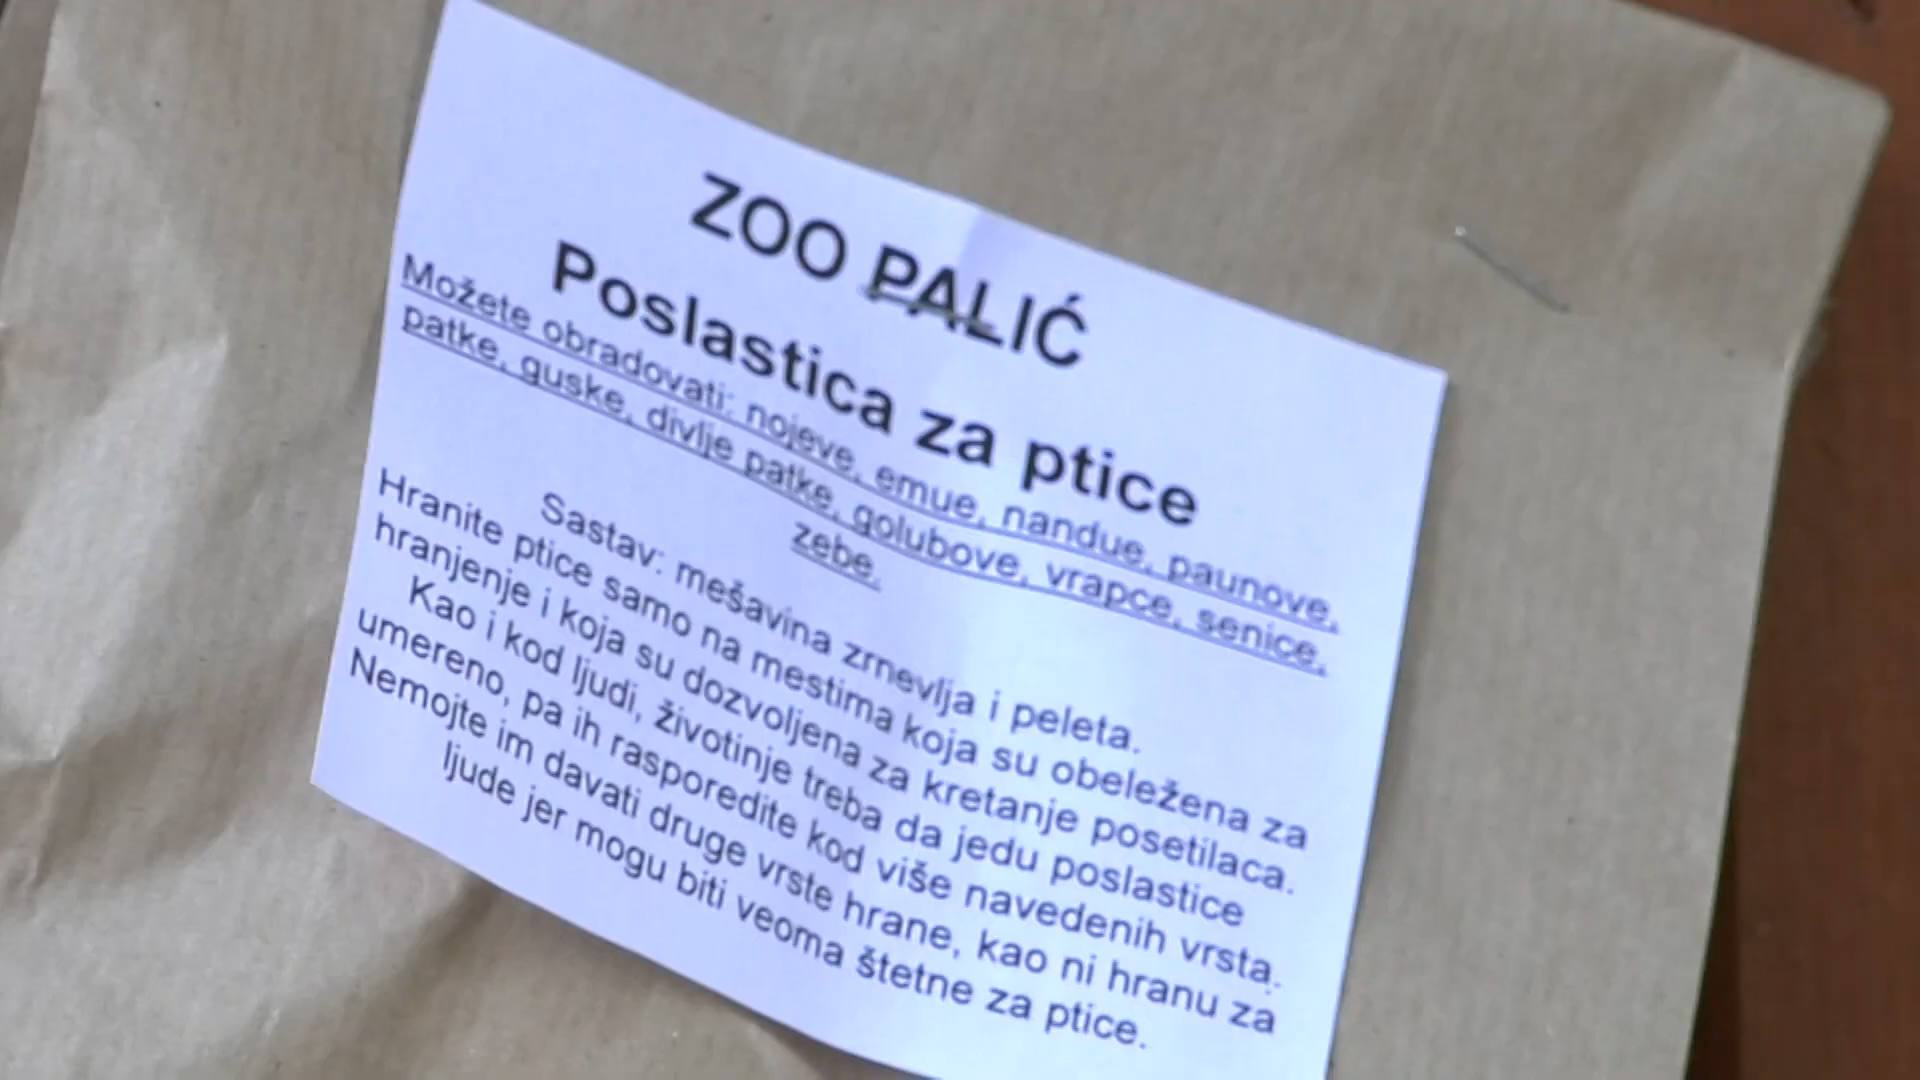 ZOO PALIĆ
Poslastica za ptice
Možete obradovati: nojeve, emue, nandue, paunove,
patke, guske, divlje patke, golubove, vrapce, senice,
zebe.
Sastav: mešavina zrnevlja i peleta.
Hranite ptice samo na mestima koja su obeležena za
hranjenje i koja su dozvoljena za kretanje posetilaca.
Kao i kod ljudi, životinje treba da jedu poslastice
umereno, pa ih rasporedite kod više navedenih vrsta.
Nemojte im davati druge vrste hrane, kao ni hranu za
ljude jer mogu biti veoma štetne za ptice.